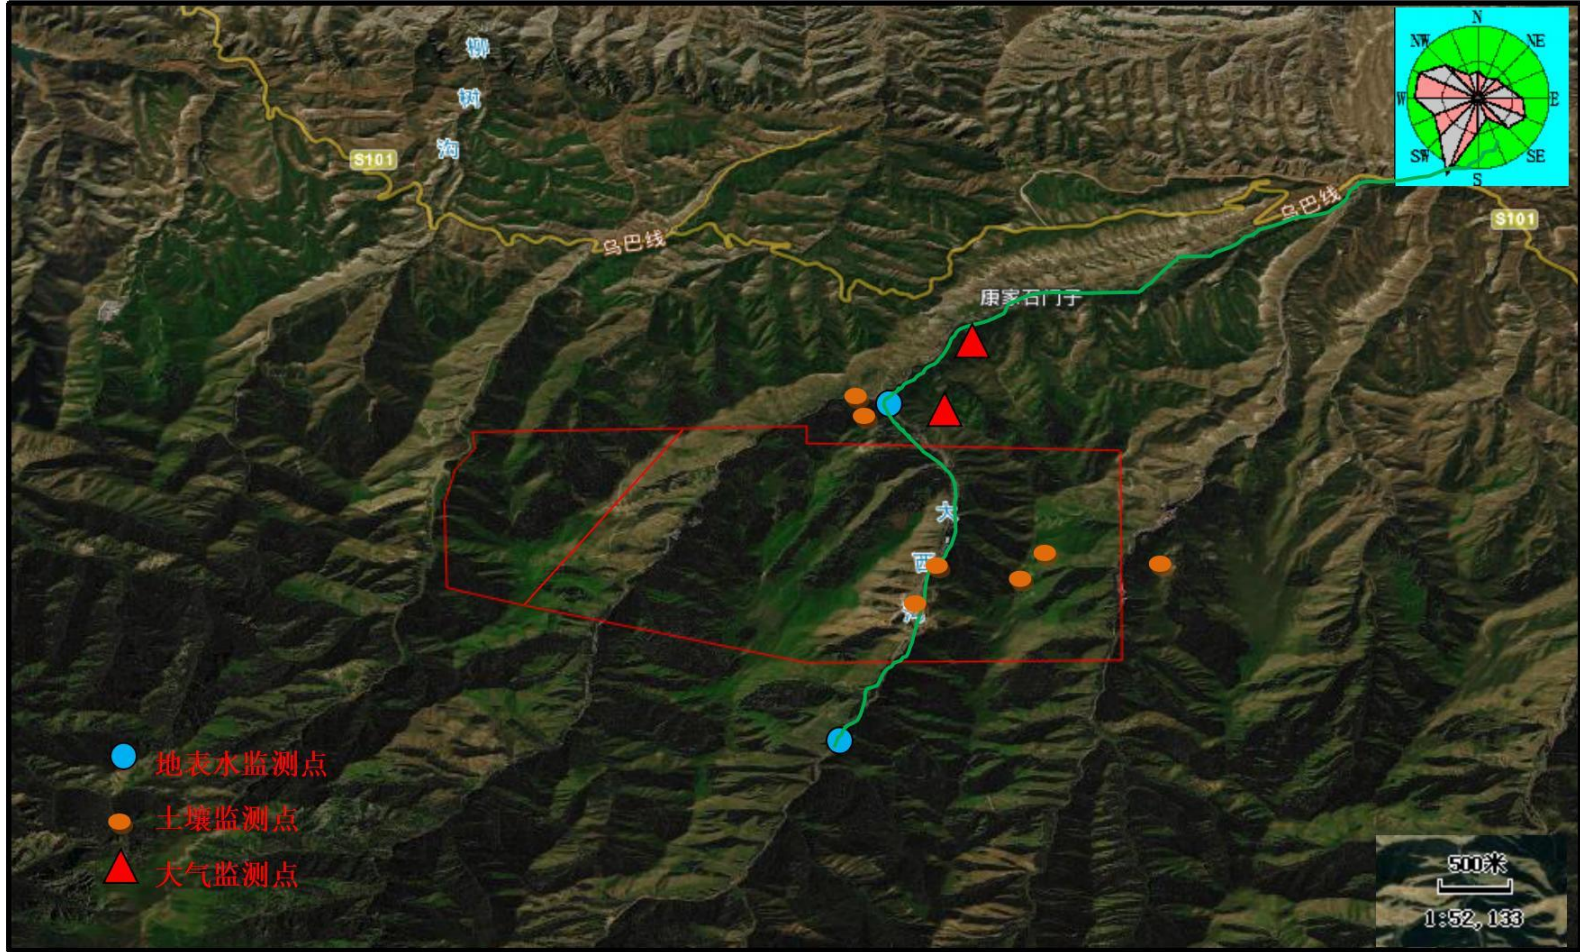 柳树沟
N
NW
NE
W
E
SW
SE
S
S101
乌巴线
乌巴线
S101
康家石门子
大西沟
地表水监测点
土壤监测点
大气监测点
500米
1:52,133